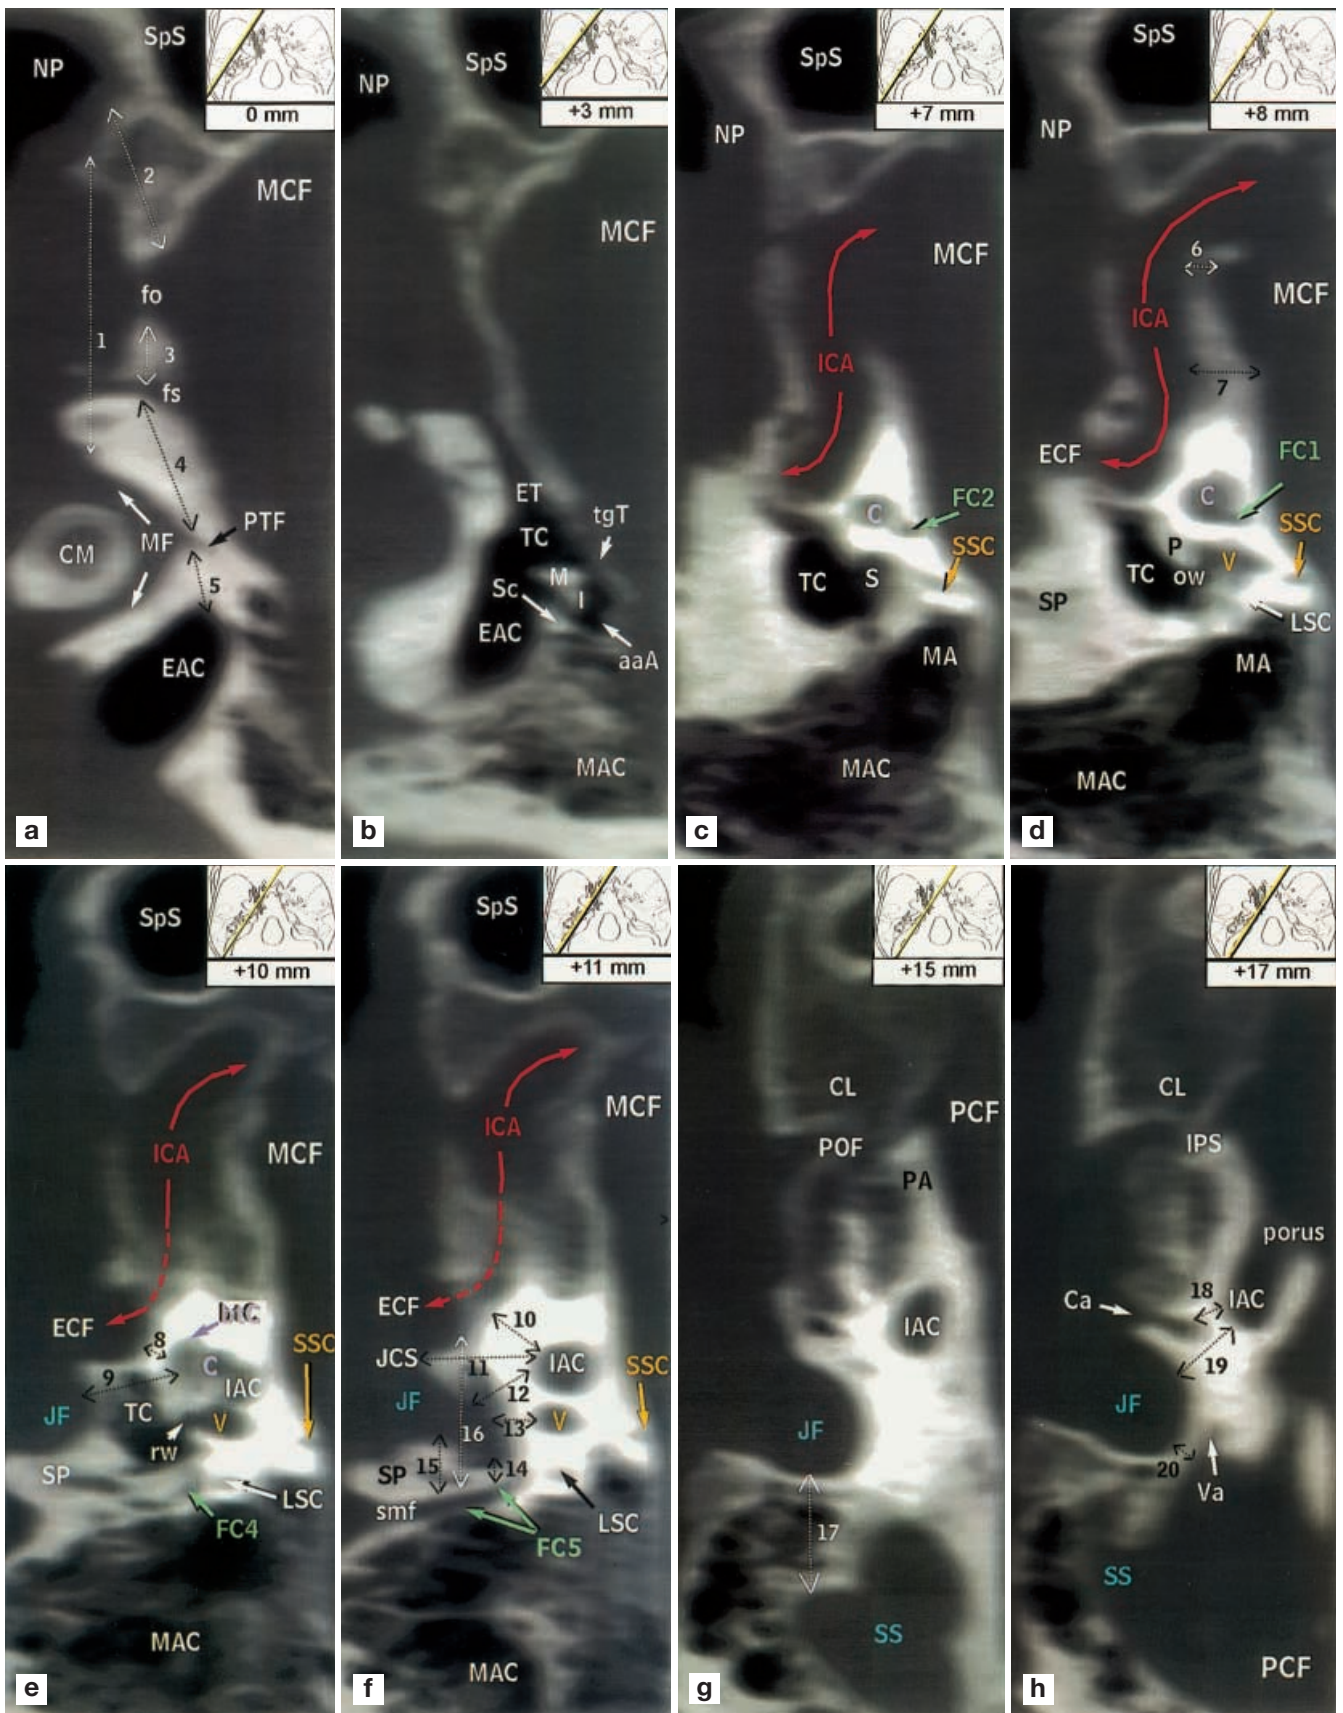 SpS
NP
0 mm
2
MCF
fo
1
3
fs
4
PTF
CM
MF
5
EAC
a
SpS
NP
+3 mm
MCF
ET
tgT
TC
M
Sc
I
EAC
aaA
MAC
b
SpS
NP
+7 mm
MCF
ICA
FC2
C
SSC
TC
S
MA
MAC
c
SpS
NP
+8 mm
6
MCF
ICA
7
ECF
FC1
C
SSC
P
V
TC
ow
SP
LSC
MA
MAC
d
SpS
+10 mm
ICA
MCF
ECF
8
SSC
C
9
IAC
JF
TC
V
rw
SP
LSC
FC4
MAC
e
SpS
+11 mm
MCF
ICA
ECF
10
JCS
11
IAC
SSC
JF
12
13
V
16
SP
15
14
smf
LSC
FC5
MAC
f
+15 mm
CL
PCF
POF
PA
IAC
JF
17
SS
g
+17 mm
CL
IPS
porus
18
Ca
IAC
19
JF
20
Va
SS
PCF
h